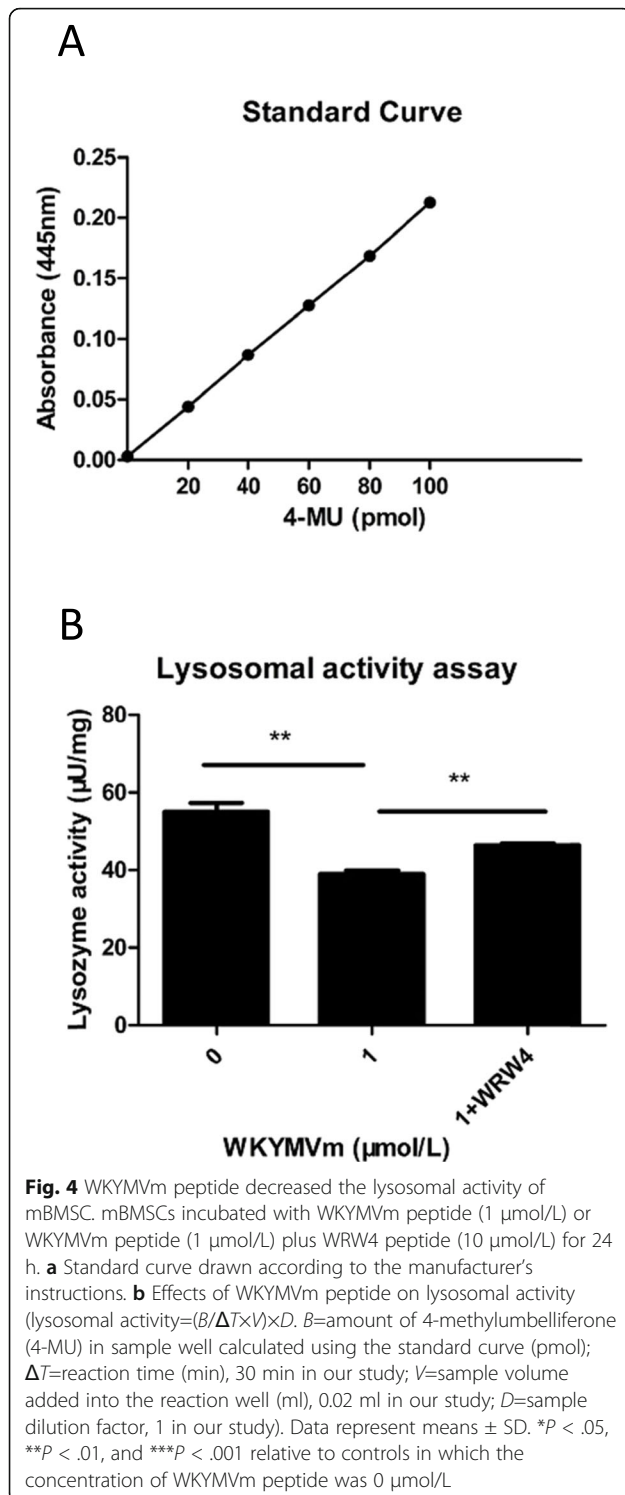 A
Standard Curve
0.25
0.20
0.15
0.10
0.05
0.00
Absorbance (445nm)
20 40 60 80 100
4-MU (pmol)
B
Lysosomal activity assay
80
60
40
20
0
Lysozyme activity (µU/mg)
**
**
0
1
1+WRW4
WKYMVm (µmol/L)
Fig. 4 WKYMVm peptide decreased the lysosomal activity of
mBMSC. mBMSCs incubated with WKYMVm peptide (1 μmol/L) or
WKYMVm peptide (1 μmol/L) plus WRW4 peptide (10 μmol/L) for 24
h. a Standard curve drawn according to the manufacturer's
instructions. b Effects of WKYMVm peptide on lysosomal activity
(lysosomal activity=(B/ΔT×V)×D. B=amount of 4-methylumbelliferone
(4-MU) in sample well calculated using the standard curve (pmol);
ΔT=reaction time (min), 30 min in our study; V=sample volume
added into the reaction well (ml), 0.02 ml in our study; D=sample
dilution factor, 1 in our study). Data represent means ± SD. *P < .05,
**P < .01, and ***P < .001 relative to controls in which the
concentration of WKYMVm peptide was 0 μmol/L